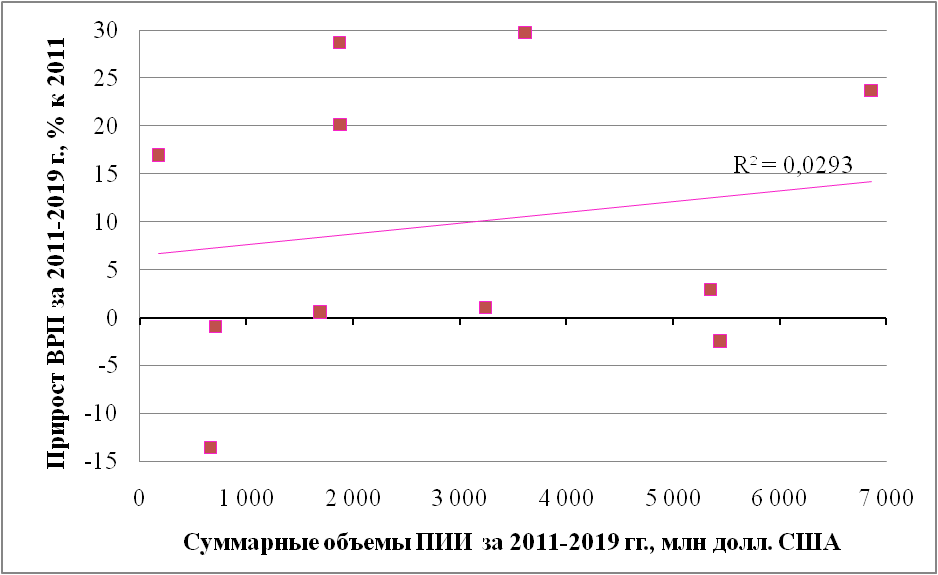 Прирост ВРП за 2011-2019 г., % к 2011
30
25
20
15
10
5
0
-5
-10
-15
R² = 0,0293
0 1 000 2 000 3 000 4 000 5 000 6 000 7 000
Суммарные объемы ПИИ за 2011-2019 гг., млн долл. США